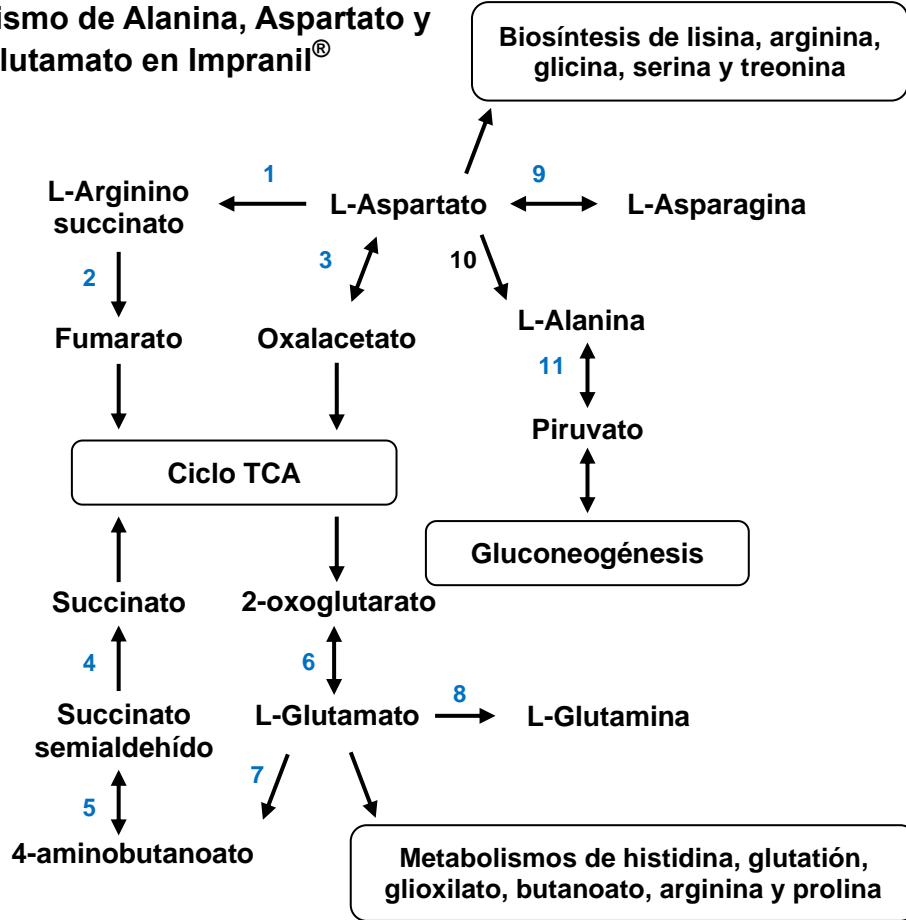 ismo de Alanina, Aspartato y
lutamato en Impranil®
Biosíntesis de lisina, arginina,
glicina, serina y treonina
L-Arginino
succinato
1
L-Aspartato
9
L-Asparagina
2
3
10
Fumarato
Oxalacetato
L-Alanina
11
Piruvato
Ciclo TCA
Gluconeogénesis
Succinato
2-oxoglutarato
4
6
Succinato
semialdehído
L-Glutamato
8
L-Glutamina
7
5
4-aminobutanoato
Metabolismos de histidina, glutatión,
glioxilato, butanoato, arginina y prolina